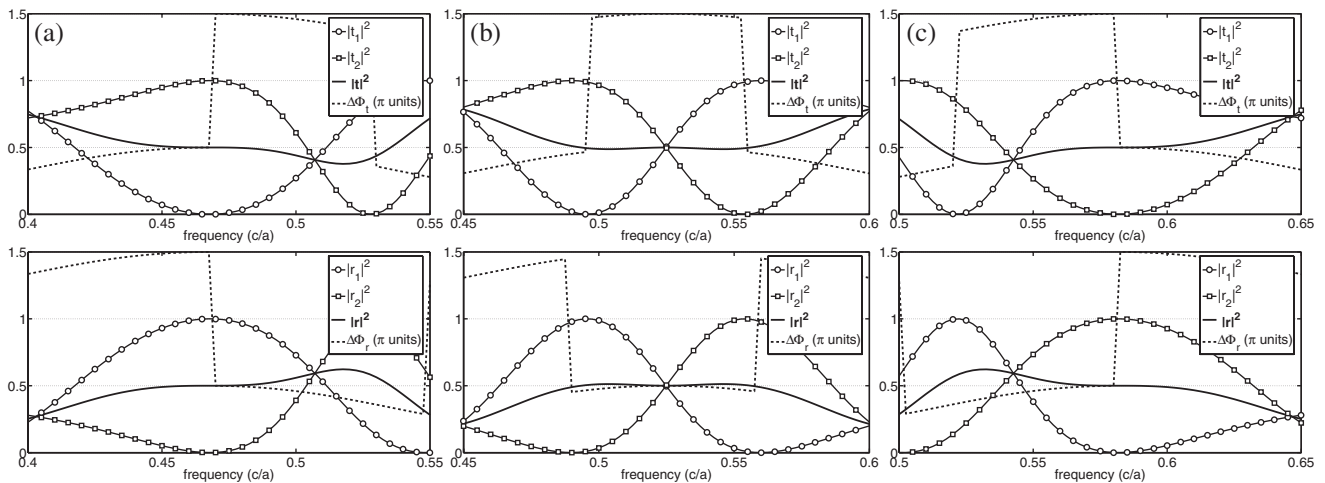 (a)
1.5
1
0.5
0
0.4
0.45
0.5
0.55
frequency (c/a)
|t1|²
|t2|²
|t|²
ΔΦt (π units)
(b)
1.5
1
0.5
0
0.45
0.5
0.55
0.6
frequency (c/a)
|t1|²
|t2|²
|t|²
ΔΦt (π units)
(c)
1.5
1
0.5
0
0.5
0.55
0.6
0.65
frequency (c/a)
|t1|²
|t2|²
|t|²
ΔΦt (π units)
1.5
1
0.5
0
0.4
0.45
0.5
0.55
frequency (c/a)
|r1|²
|r2|²
|r|²
ΔΦr (π units)
1.5
1
0.5
0
0.45
0.5
0.55
0.6
frequency (c/a)
|r1|²
|r2|²
|r|²
ΔΦr (π units)
1.5
1
0.5
0
0.5
0.55
0.6
0.65
frequency (c/a)
|r1|²
|r2|²
|r|²
ΔΦr (π units)